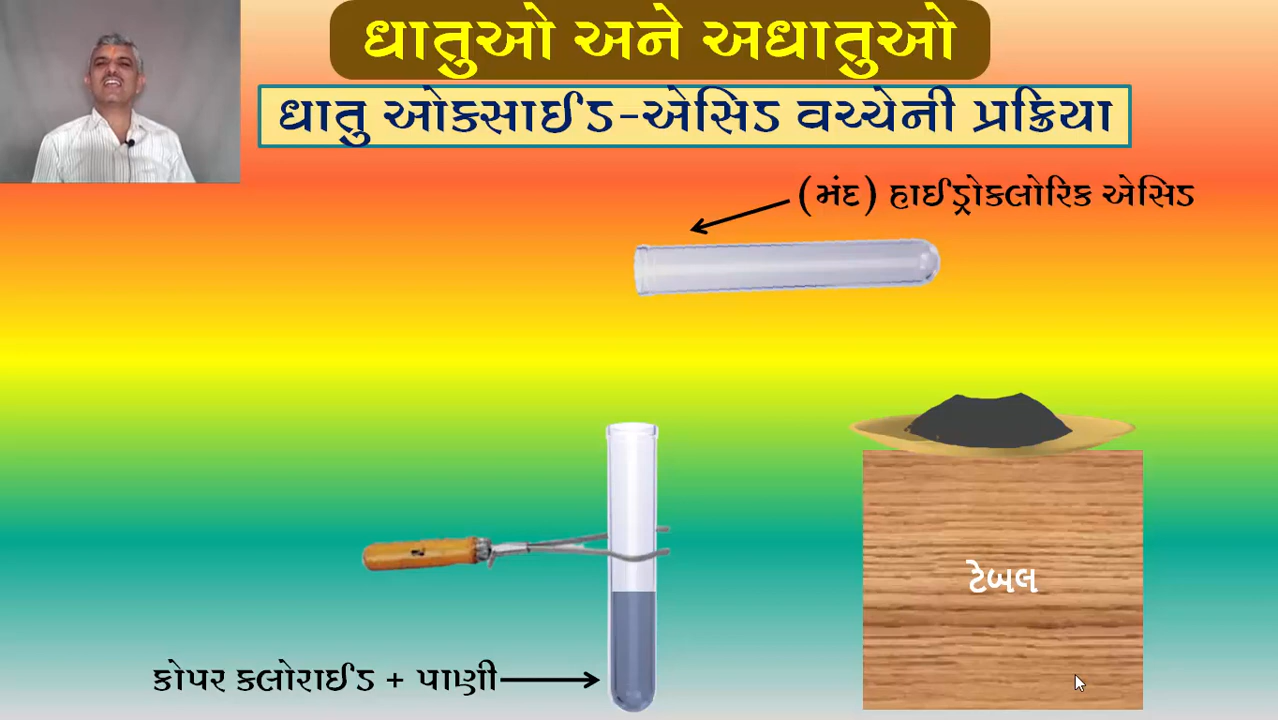 ધાતુઓ અને અધાતુઓ
ધાતુ ઓક્સાઈડ-એસિડ વચ્ચેની પ્રક્રિયા
(મંદ) હાઈડ્રોક્લોરિક એસિડ
ટેબલ
કોપર ક્લોરાઈડ + પાણી